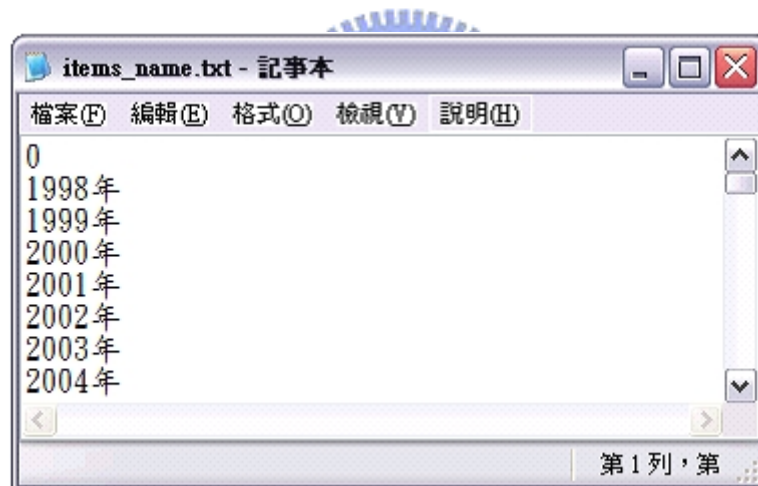 items_name.txt - 記事本
檔案(F) 編輯(E) 格式(O) 檢視(V) 說明(H)
0
1998年
1999年
2000年
2001年
2002年
2003年
2004年
第1列，第